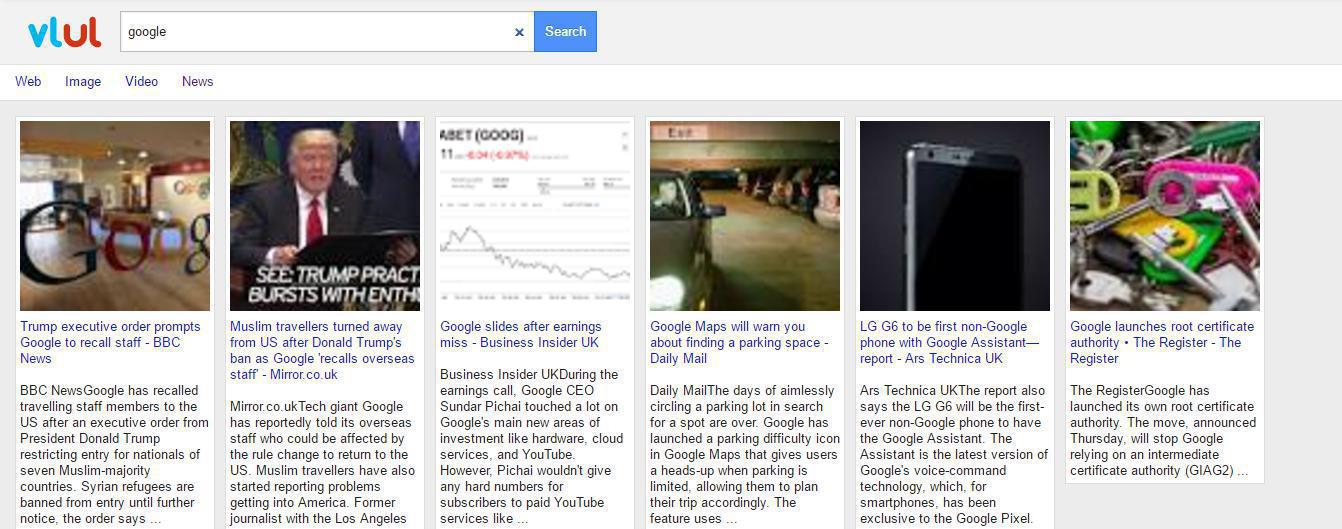 vlul
google
×
Search
Web
Image
Video
News
Goog
Goog
Trump executive order prompts
Google to recall staff - BBC
News
BBC NewsGoogle has recalled
travelling staff members to the
US after an executive order from
President Donald Trump
restricting entry for nationals of
seven Muslim-majority
countries. Syrian refugees are
banned from entry until further
notice, the order says ...
SEE: TRUMP PRACT
BURSTS WITH ENTH
Muslim travellers turned away
from US after Donald Trump's
ban as Google 'recalls overseas
staff' - Mirror.co.uk
Mirror.co.ukTech giant Google
has reportedly told its overseas
staff who could be affected by
the rule change to return to the
US. Muslim travellers have also
started reporting problems
getting into America. Former
journalist with the Los Angeles
ABET (GOOG)
11 -8.04 (-0.97%)
Google slides after earnings
miss - Business Insider UK
Business Insider UKDuring the
earnings call, Google CEO
Sundar Pichai touched a lot on
Google's main new areas of
investment like hardware, cloud
services, and YouTube.
However, Pichai wouldn't give
any hard numbers for
subscribers to paid YouTube
services like ...
Exit
Google Maps will warn you
about finding a parking space -
Daily Mail
Daily MailThe days of aimlessly
circling a parking lot in search
for a spot are over. Google has
launched a parking difficulty icon
in Google Maps that gives users
a heads-up when parking is
limited, allowing them to plan
their trip accordingly. The
feature uses ...
LG G6 to be first non-Google
phone with Google Assistant—
report - Ars Technica UK
Ars Technica UKThe report also
says the LG G6 will be the first-
ever non-Google phone to have
the Google Assistant. The
Assistant is the latest version of
Google's voice-command
technology, which, for
smartphones, has been
exclusive to the Google Pixel.
Google launches root certificate
authority • The Register - The
Register
The RegisterGoogle has
launched its own root certificate
authority. The move, announced
Thursday, will stop Google
relying on an intermediate
certificate authority (GIAG2) ...